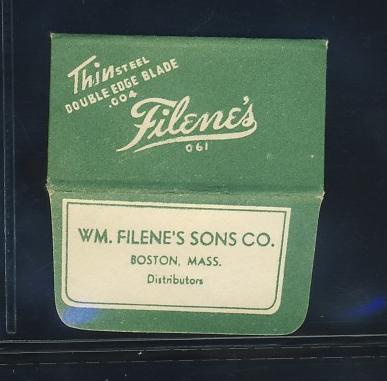 Thin STEEL
DOUBLE EDGE BLADE
.004
Filene's
061
WM. FILENE'S SONS CO.
BOSTON, MASS.
Distributors